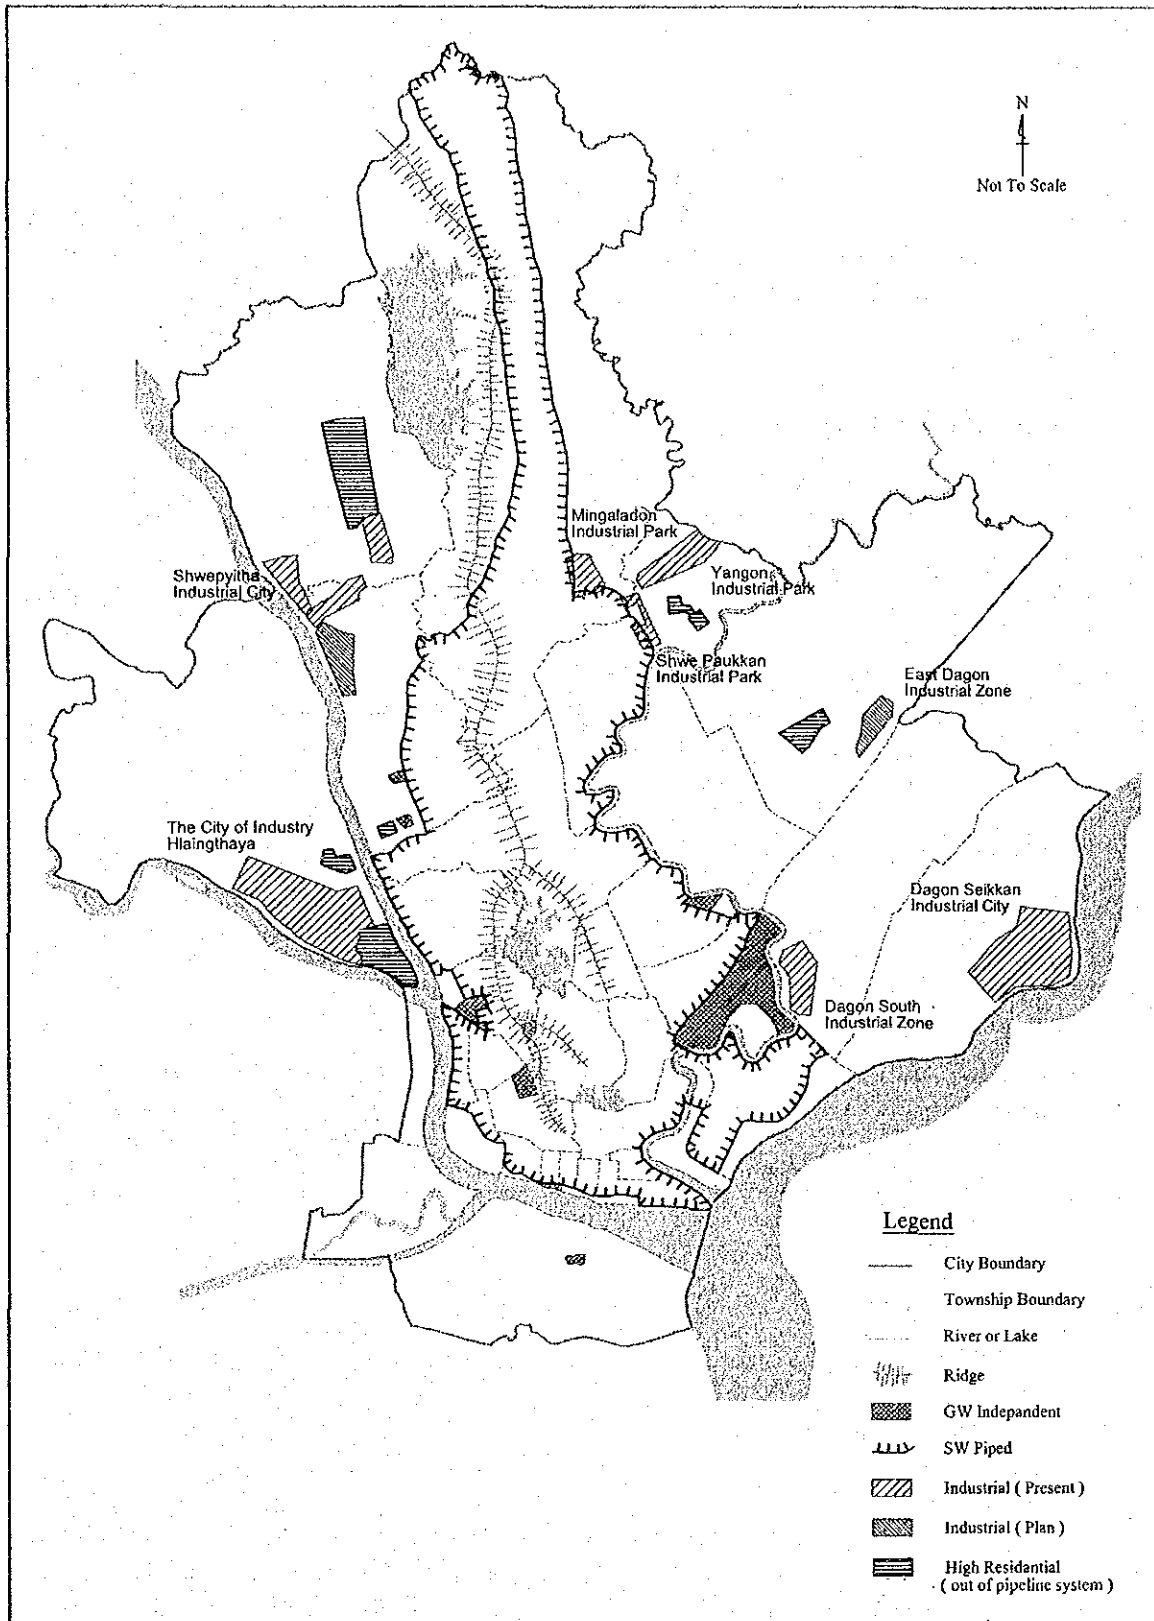 N
Not To Scale
Mingaladon
Industrial Park
Shwepyitha
Industrial City
Yangon
Industrial Park
Shwe Paukkan
Industrial Park
East Dagon
Industrial Zone
The City of Industry
Hlaingthaya
Dagon Seikkan
Industrial City
Dagon South
Industrial Zone
Legend
City Boundary
Township Boundary
River or Lake
Ridge
GW Independant
SW Piped
Industrial ( Present )
Industrial ( Plan )
High Residantial
( out of pipeline system )